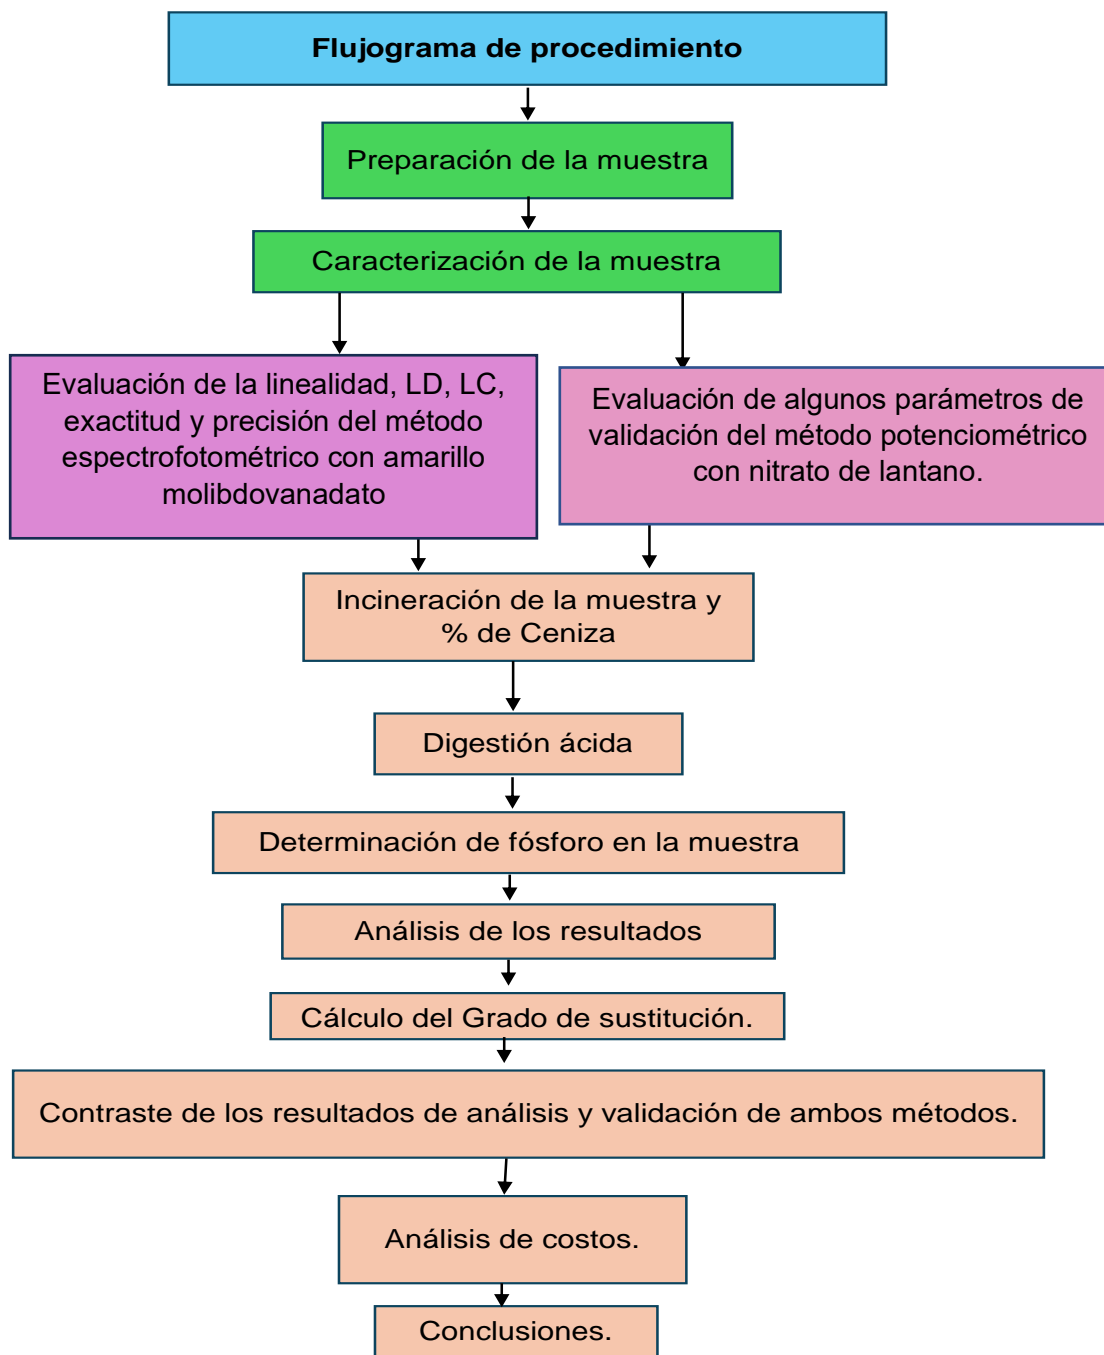 Flujograma de procedimiento
Preparación de la muestra
Caracterización de la muestra
Evaluación de la linealidad, LD, LC,
exactitud y precisión del método
espectrofotométrico con amarillo
molibdovanadato
Evaluación de algunos parámetros de
validación del método potenciométrico
con nitrato de lantano.
Incineración de la muestra y
% de Ceniza
Digestión ácida
Determinación de fósforo en la muestra
Análisis de los resultados
Cálculo del Grado de sustitución.
Contraste de los resultados de análisis y validación de ambos métodos.
Análisis de costos.
Conclusiones.